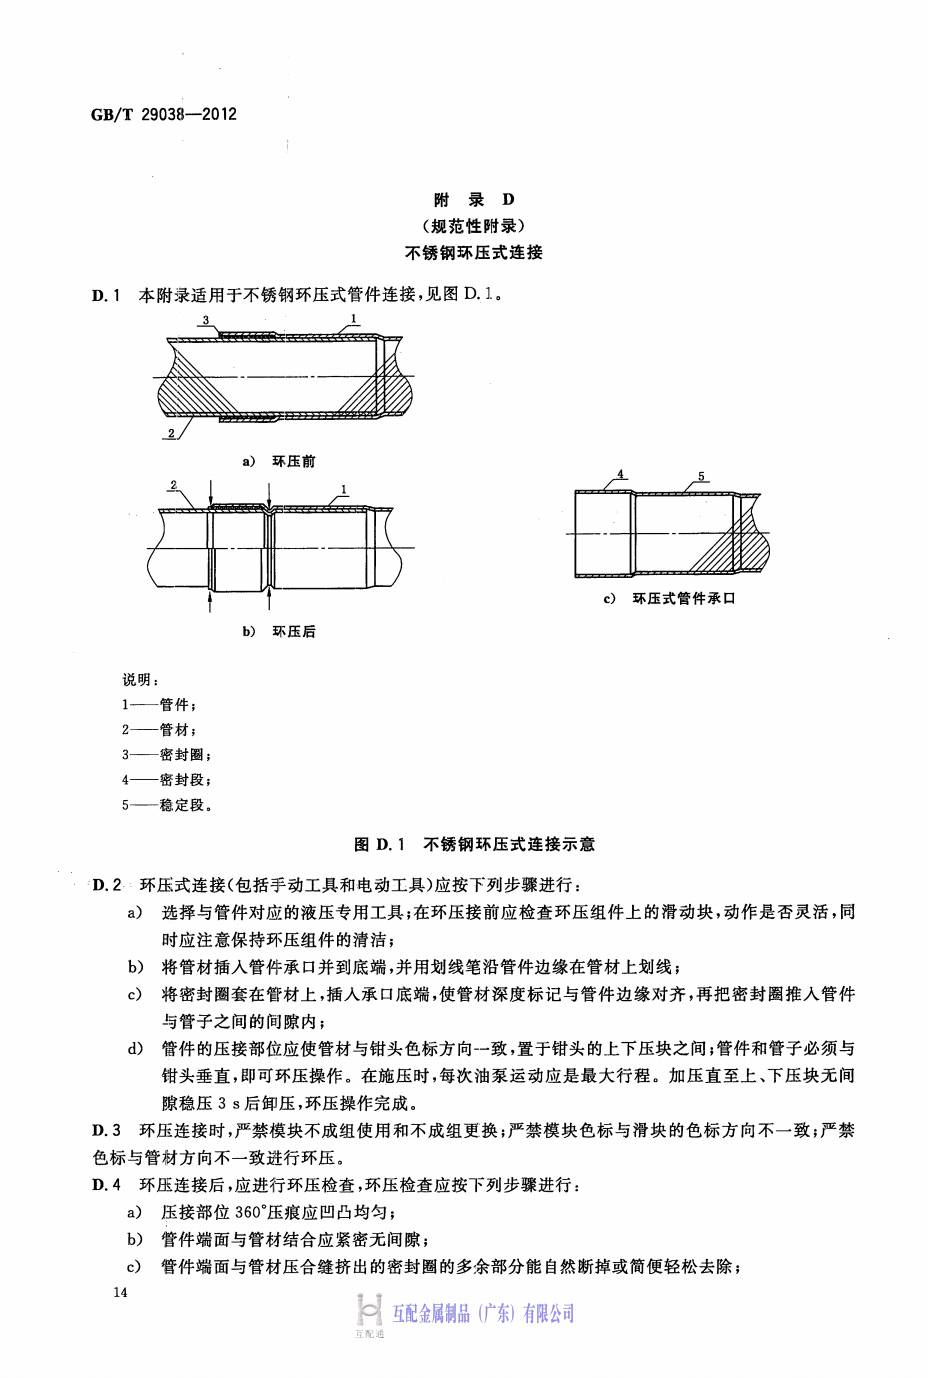 GB/T 29038—2012
附 录 D
（规范性附录）
不锈钢环压式连接
D.1 本附录适用于不锈钢环压式管件连接,见图 D.1。
3
1
2
a） 环压前
2
1
4
5
c） 环压式管件承口
b） 环压后
说明：
1——管件；
2——管材；
3——密封圈；
4——密封段；
5——稳定段。
图 D.1 不锈钢环压式连接示意
D.2 环压式连接(包括手动工具和电动工具)应按下列步骤进行：
a） 选择与管件对应的液压专用工具;在环压接前应检查环压组件上的滑动块,动作是否灵活,同
时应注意保持环压组件的清洁；
b） 将管材插入管件承口并到底端,并用划线笔沿管件边缘在管材上划线；
c） 将密封圈套在管材上,插入承口底端,使管材深度标记与管件边缘对齐,再把密封圈推入管件
与管子之间的间隙内；
d） 管件的压接部位应使管材与钳头色标方向一致,置于钳头的上下压块之间;管件和管子必须与
钳头垂直,即可环压操作。在施压时,每次油泵运动应是最大行程。加压直至上、下压块无间
隙稳压 3 s 后卸压,环压操作完成。
D.3 环压连接时,严禁模块不成组使用和不成组更换;严禁模块色标与滑块的色标方向不一致;严禁
色标与管材方向不一致进行环压。
D.4 环压连接后,应进行环压检查,环压检查应按下列步骤进行：
a） 压接部位 360°压痕应凹凸均匀；
b） 管件端面与管材结合应紧密无间隙；
c） 管件端面与管材压合缝挤出的密封圈的多余部分能自然断掉或简便轻松去除；
14
互配金属制品（广东）有限公司
互配通